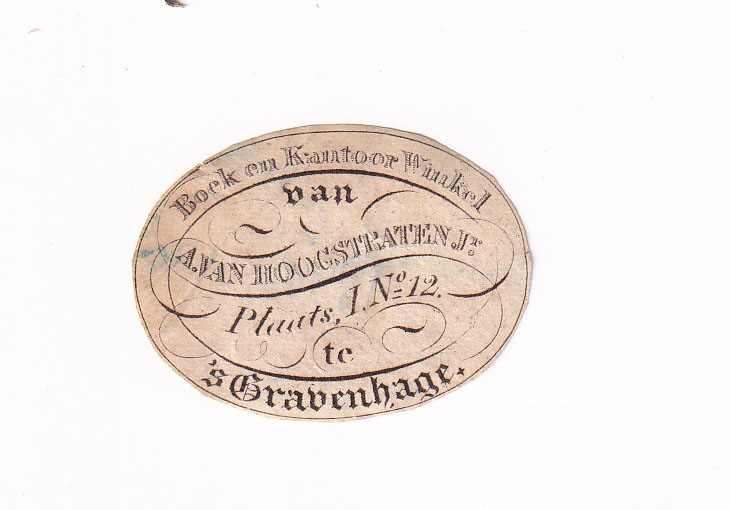 Boek en Kantoor Winkel
van
A. VAN HOOGSTRATEN Jr.
Plaats, I. No 12.
te
's Gravenhage.